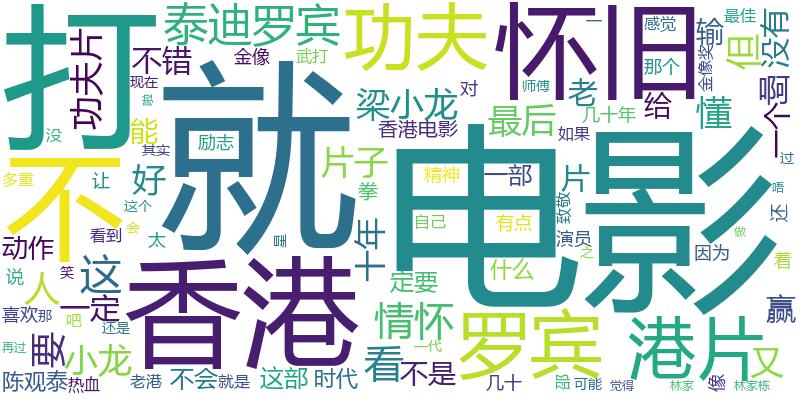 打
功夫片
泰迪罗宾
不错
金像
武打
现在
功夫
怀旧
感觉
那个
输
最佳
金像奖
但
没有
老
给
懂
一个
师傅
对
几十年
梁小龙
香港电影
最后
能
励志
其实
没
就
不
多重
让
好
这个
片子
拳
精神
一部
如果
片
致敬
电影
过
唔
还
做
动作
看到
太
会
自己
有点
演员
之
因为
着
说
笑
人
这
星
十年
定要
什么
赢
喜欢
那
一定
吧
还是
香港
情怀
罗宾
港片
又
再过
要
小龙
看
一代
不是
陈观泰
热血
老港
不会
就是
这部
时代
几十
可能
觉得
林家
像
林家栋